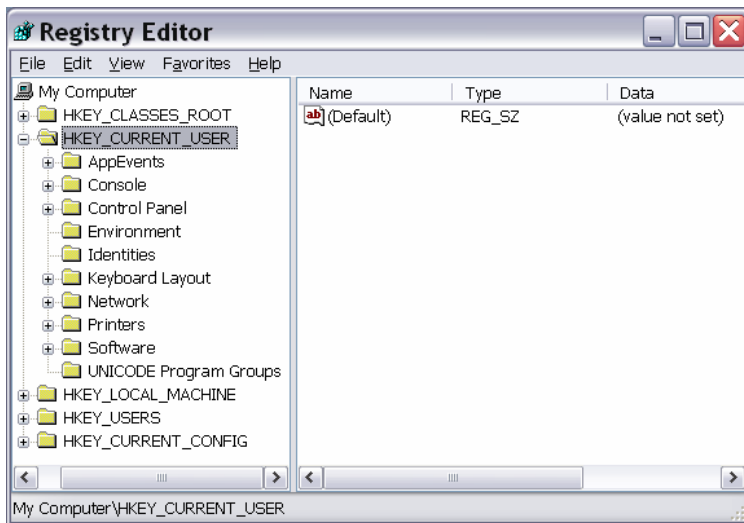 Registry Editor
File Edit View Favorites Help
My Computer
HKEY_CLASSES_ROOT
HKEY_CURRENT_USER
AppEvents
Console
Control Panel
Environment
Identities
Keyboard Layout
Network
Printers
Software
UNICODE Program Groups
HKEY_LOCAL_MACHINE
HKEY_USERS
HKEY_CURRENT_CONFIG
Name Type Data
ab (Default) REG_SZ (value not set)
My Computer\HKEY_CURRENT_USER